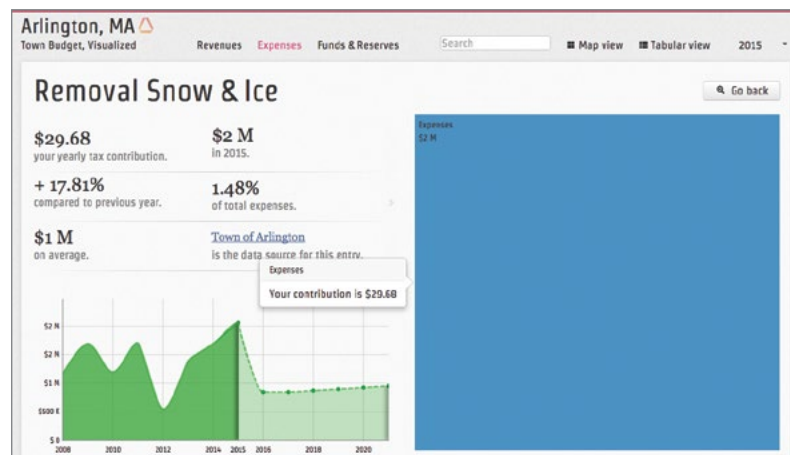 Arlington, MA
Town Budget, Visualized
Revenues Expenses Funds & Reserves
Search
Map view Tabular view 2015
Removal Snow & Ice
Go back
$29.68
your yearly tax contribution.
$2 M
in 2015.
+ 17.81%
compared to previous year.
1.48%
of total expenses.
$1 M
on average.
Town of Arlington
is the data source for this entry.
Expenses
$2 M
Expenses
Your contribution is $29.68
$2 M
$2 M
$1 M
$500 K
$ 0
2008 2010 2012 2014 2015 2016 2018 2020